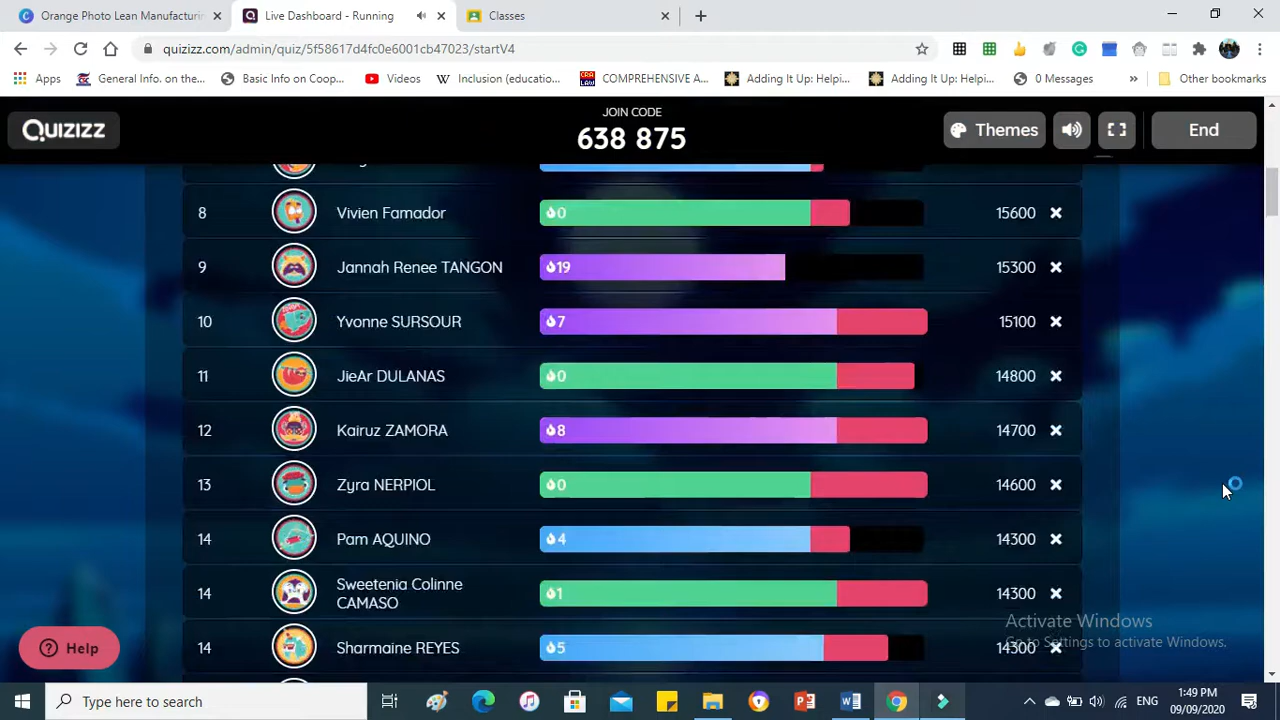 Orange Photo Lean Manufacturi
Live Dashboard - Running
Classes
quizizz.com/admin/quiz/5f58617d4fc0e6001cb47023/startV4
Apps
General Info. on the...
Basic Info on Coop...
Videos
Inclusion (educatio...
COMPREHENSIVE A...
Adding It Up: Helpi...
Adding It Up: Helpi...
0 Messages
»
Other bookmarks
Quizizz
JOIN CODE
638 875
Themes
End
8 Vivien Famador 0 15600
9 Jannah Renee TANGON 19 15300
10 Yvonne SURSOUR 7 15100
11 JieAr DULANAS 0 14800
12 Kairuz ZAMORA 8 14700
13 Zyra NERPIOL 0 14600
14 Pam AQUINO 4 14300
14 Sweetenia Colinne CAMASO 1 14300
14 Sharmaine REYES 5 14300
Activate Windows
Go to Settings to activate Windows.
Help
Type here to search
ENG
1:49 PM
09/09/2020